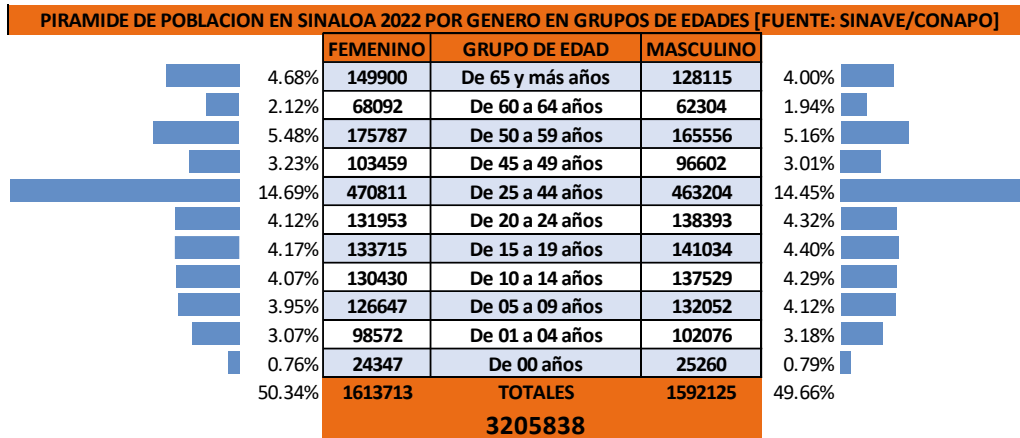 PIRAMIDE DE POBLACION EN SINALOA 2022 POR GENERO EN GRUPOS DE EDADES [FUENTE: SINAVE/CONAPO]
FEMENINO GRUPO DE EDAD MASCULINO
4.68% 149900 De 65 y más años 128115 4.00%
2.12% 68092 De 60 a 64 años 62304 1.94%
5.48% 175787 De 50 a 59 años 165556 5.16%
3.23% 103459 De 45 a 49 años 96602 3.01%
14.69% 470811 De 25 a 44 años 463204 14.45%
4.12% 131953 De 20 a 24 años 138393 4.32%
4.17% 133715 De 15 a 19 años 141034 4.40%
4.07% 130430 De 10 a 14 años 137529 4.29%
3.95% 126647 De 05 a 09 años 132052 4.12%
3.07% 98572 De 01 a 04 años 102076 3.18%
0.76% 24347 De 00 años 25260 0.79%
50.34% 1613713 TOTALES 1592125 49.66%
3205838